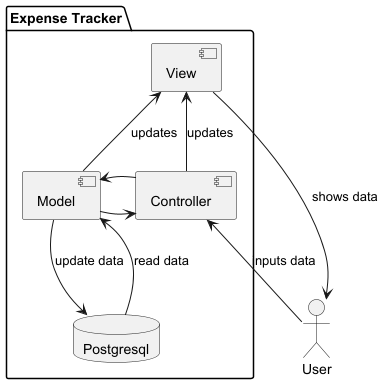 Expense Tracker
View
updates
updates
shows data
Model
Controller
update data
read data
nputs data
Postgresql
User